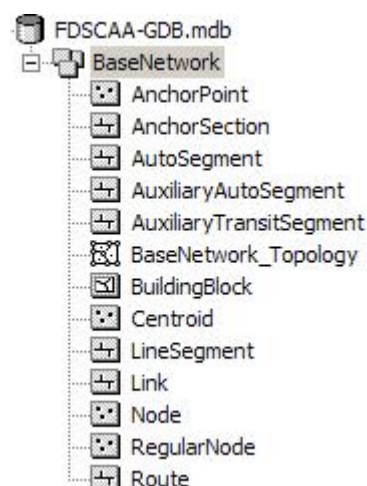 FDSCAA-GDB.mdb
BaseNetwork
AnchorPoint
AnchorSection
AutoSegment
AuxiliaryAutoSegment
AuxiliaryTransitSegment
BaseNetwork_Topology
BuildingBlock
Centroid
LineSegment
Link
Node
RegularNode
Route